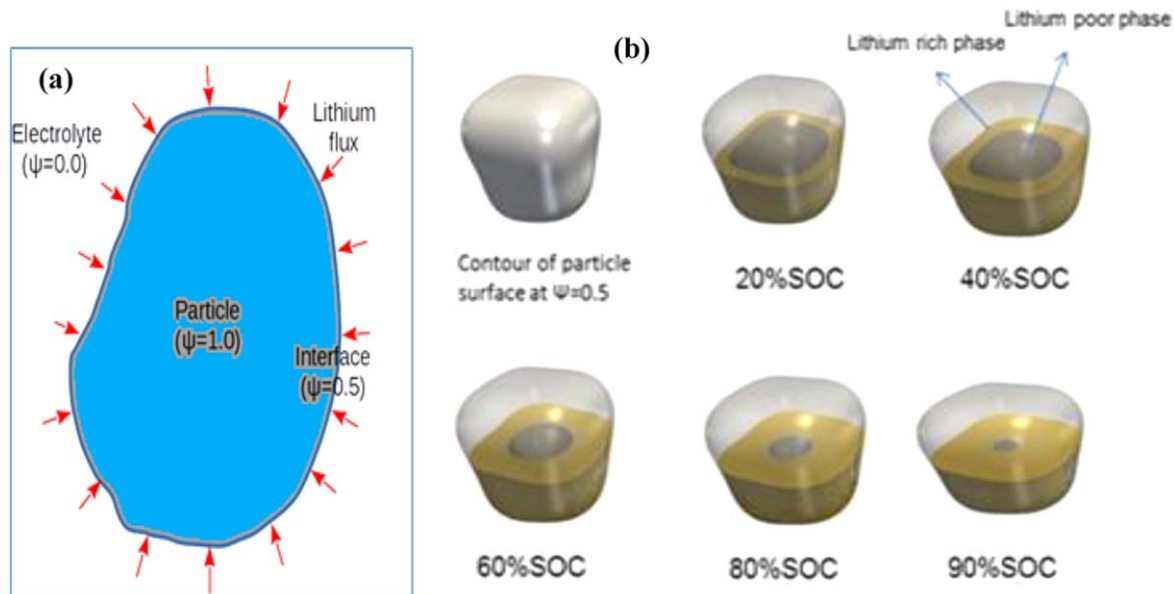 (a)
Electrolyte
(ψ=0.0)
Lithium
flux
Particle
(ψ=1.0)
Interface
(ψ=0.5)
(b)
Lithium poor phase
Lithium rich phase
Contour of particle
surface at Ψ=0.5
20%SOC
40%SOC
60%SOC
80%SOC
90%SOC